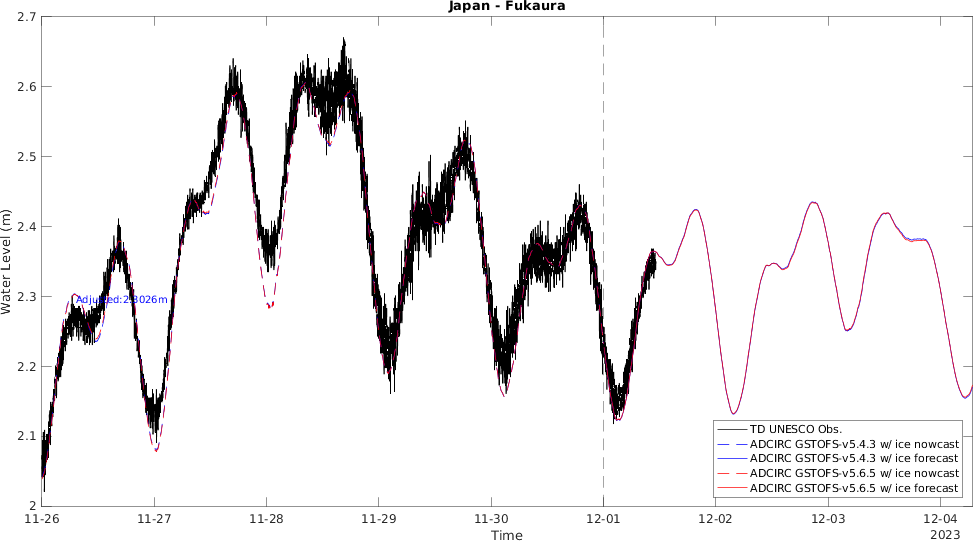 Japan - Fukaura
2.7
2.6
2.5
2.4
2.3
2.2
2.1
2
Water Level (m)
Adjusted:2.3026m
11-26 11-27 11-28 11-29 11-30 12-01 12-02 12-03 12-04
Time 2023
TD UNESCO Obs.
ADCIRC GSTOFS-v5.4.3 w/ ice nowcast
ADCIRC GSTOFS-v5.4.3 w/ ice forecast
ADCIRC GSTOFS-v5.6.5 w/ ice nowcast
ADCIRC GSTOFS-v5.6.5 w/ ice forecast